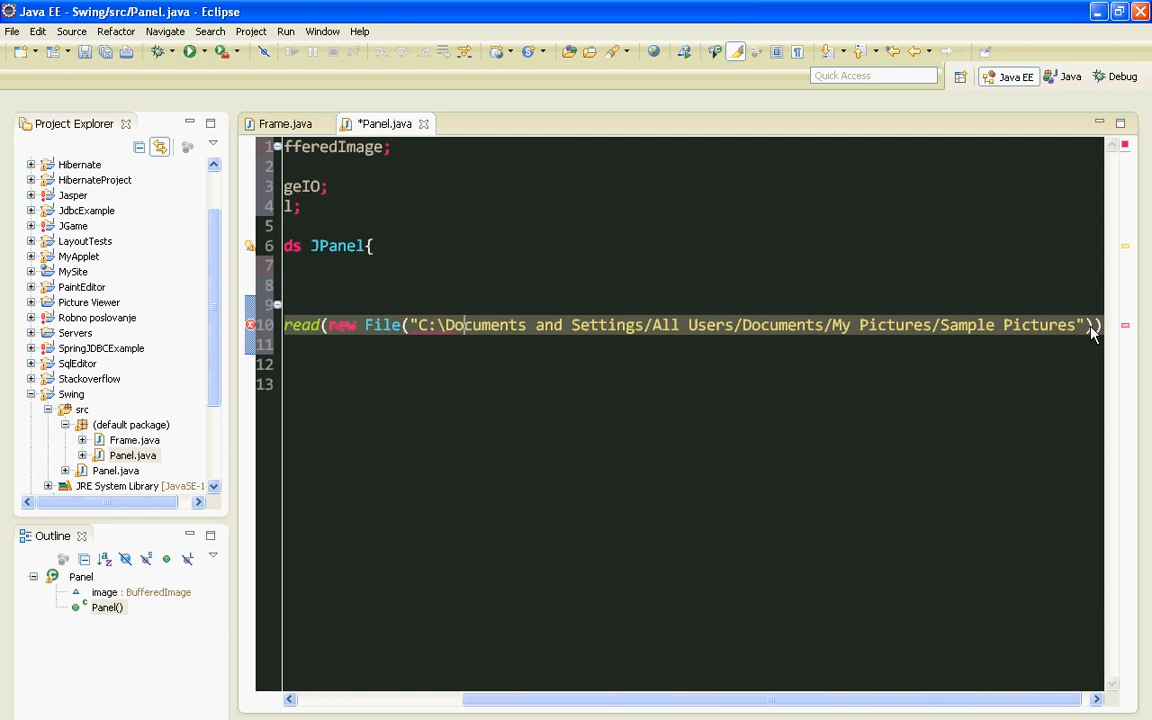 Java EE - Swing/src/Panel.java - Eclipse
File Edit Source Refactor Navigate Search Project Run Window Help
Quick Access
Java EE
Java
Debug
Project Explorer
Frame.java
*Panel.java
Hibernate
HibernateProject
Jasper
JdbcExample
JGame
LayoutTests
MyApplet
MySite
PaintEditor
Picture Viewer
Robno poslovanje
Servers
SpringJDBCExample
SqlEditor
Stackoverflow
Swing
src
(default package)
Frame.java
Panel.java
Panel.java
JRE System Library [JavaSE-1
Outline
Panel
image : BufferedImage
Panel()
1 fferedImage;
2
3 geIO;
4 l;
5
6 ds JPanel{
7
8
9
10 read(new File("C:\Documents and Settings/All Users/Documents/My Pictures/Sample Pictures"))
11
12
13